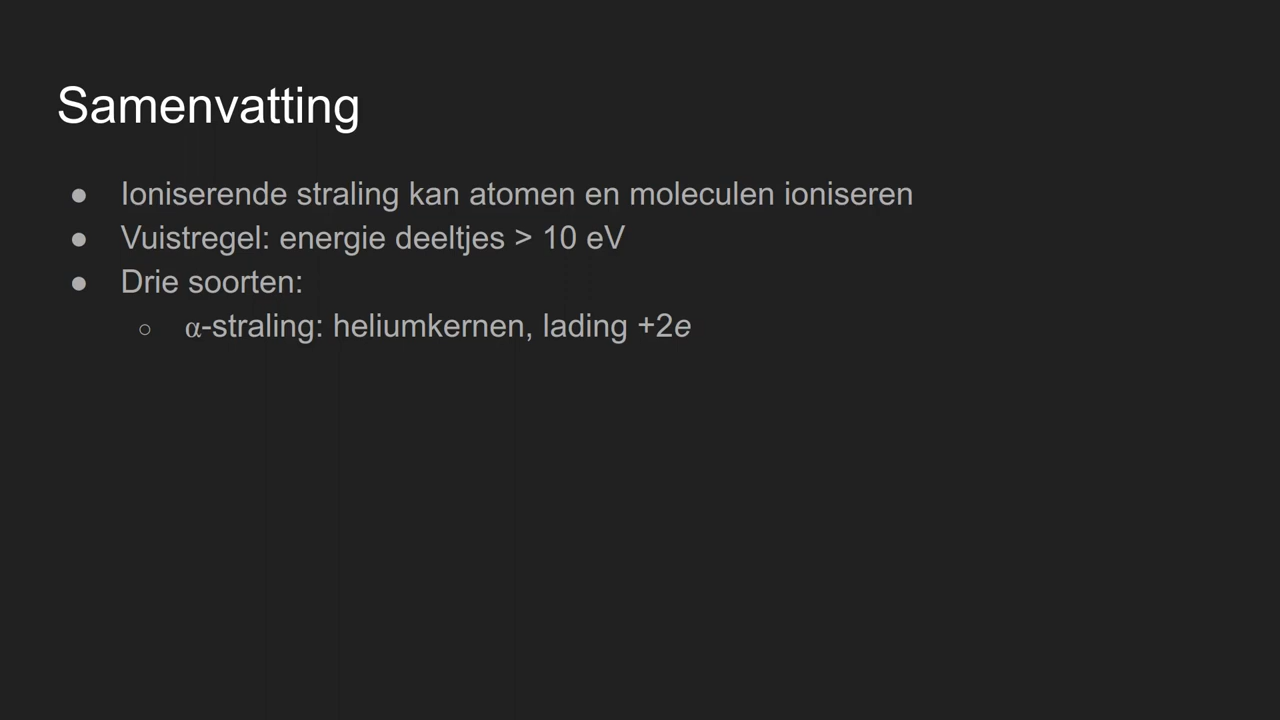 Samenvatting
● Ioniserende straling kan atomen en moleculen ioniseren
● Vuistregel: energie deeltjes > 10 eV
● Drie soorten:
○ α-straling: heliumkernen, lading +2e